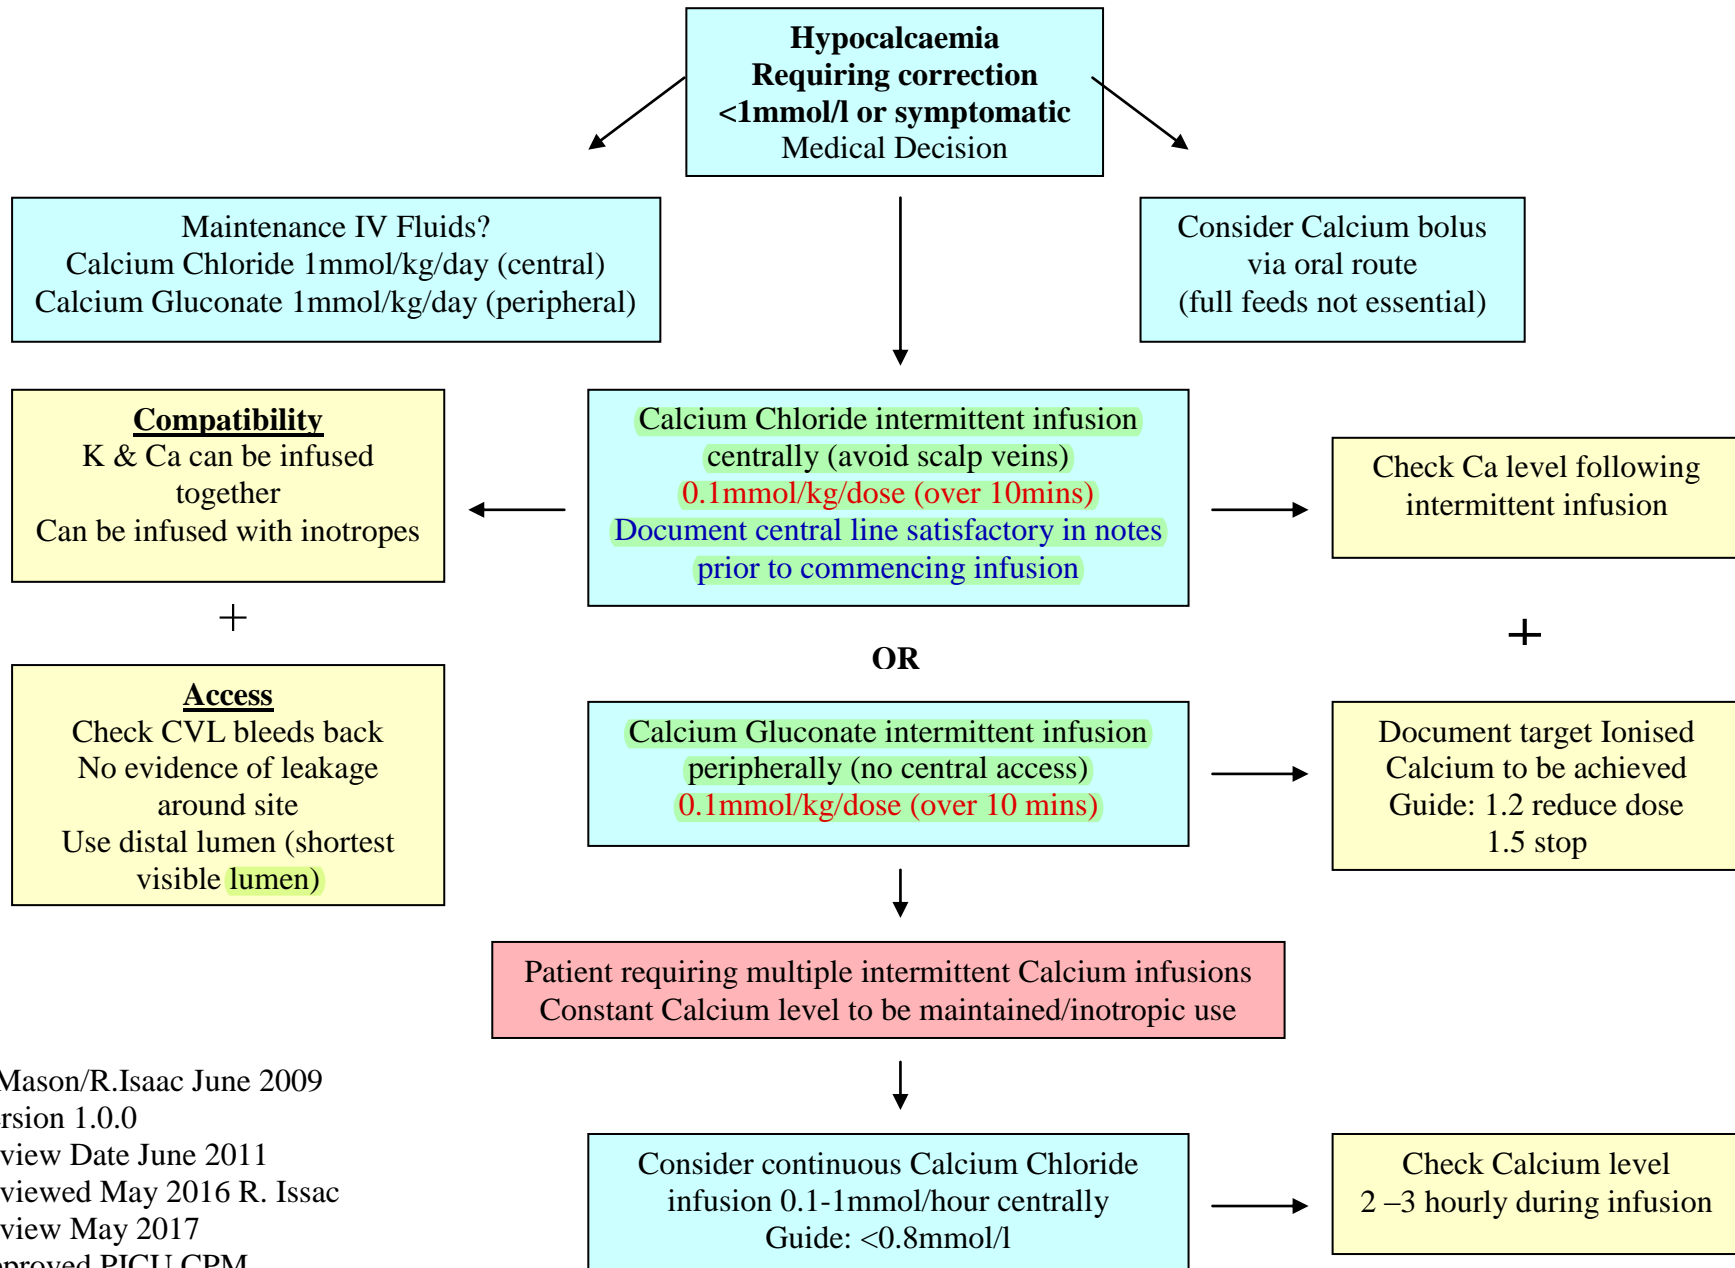 Hypocalcaemia
Requiring correction
<1mmol/l or symptomatic
Medical Decision
Maintenance IV Fluids?
Calcium Chloride 1mmol/kg/day (central)
Calcium Gluconate 1mmol/kg/day (peripheral)
Consider Calcium bolus
via oral route
(full feeds not essential)
Compatibility
K & Ca can be infused
together
Can be infused with inotropes
Calcium Chloride intermittent infusion
centrally (avoid scalp veins)
0.1mmol/kg/dose (over 10mins)
Document central line satisfactory in notes
prior to commencing infusion
Check Ca level following
intermittent infusion
+
+
OR
Access
Check CVL bleeds back
No evidence of leakage
around site
Use distal lumen (shortest
visible lumen)
Calcium Gluconate intermittent infusion
peripherally (no central access)
0.1mmol/kg/dose (over 10 mins)
Document target Ionised
Calcium to be achieved
Guide: 1.2 reduce dose
1.5 stop
Patient requiring multiple intermittent Calcium infusions
Constant Calcium level to be maintained/inotropic use
Mason/R.Isaac June 2009
ersion 1.0.0
view Date June 2011
viewed May 2016 R. Issac
view May 2017
proved PICU CPM
Consider continuous Calcium Chloride
infusion 0.1-1mmol/hour centrally
Guide: <0.8mmol/l
Check Calcium level
2 –3 hourly during infusion